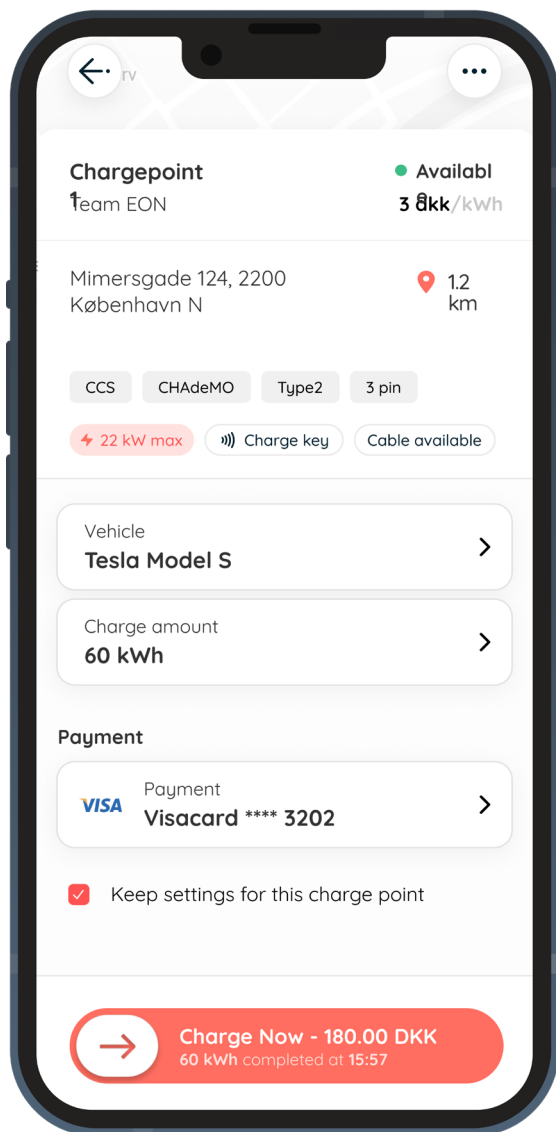 rv
Chargepoint
1
Availabl
e
Team EON
3 dkk/kWh
Mimersgade 124, 2200
København N
1.2
km
CCS
CHAdeMO
Type2
3 pin
22 kW max
Charge key
Cable available
Vehicle
Tesla Model S
Charge amount
60 kWh
Payment
VISA
Payment
Visacard **** 3202
Keep settings for this charge point
Charge Now - 180.00 DKK
60 kWh completed at 15:57